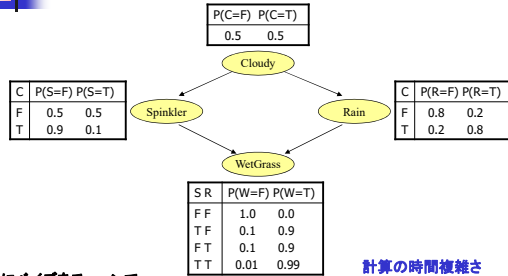 P(C=F) P(C=T)
0.5 0.5
Cloudy
C P(S=F) P(S=T)
F 0.5 0.5
T 0.9 0.1
Spinkler
Rain
C P(R=F) P(R=T)
F 0.8 0.2
T 0.2 0.8
WetGrass
S R P(W=F) P(W=T)
F F 1.0 0.0
T F 0.1 0.9
F T 0.1 0.9
T T 0.01 0.99
計算の時間複雑さ